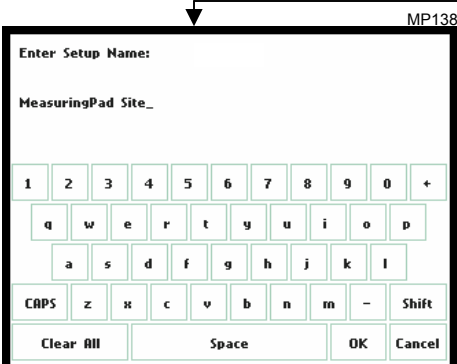 MP138
Enter Setup Name:
MeasuringPad Site_
1 2 3 4 5 6 7 8 9 0 ←
q w e r t y u i o p
a s d f g h j k l
CAPS z x c v b n m - Shift
Clear All Space OK Cancel